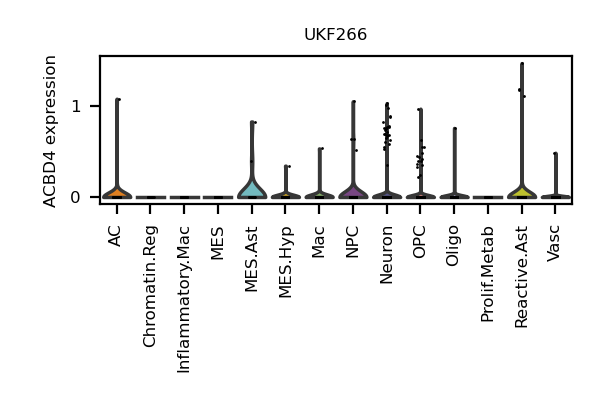 UKF266
ACBD4 expression
1
0
AC
Chromatin.Reg
Inflammatory.Mac
MES
MES.Ast
MES.Hyp
Mac
NPC
Neuron
OPC
Oligo
Prolif.Metab
Reactive.Ast
Vasc